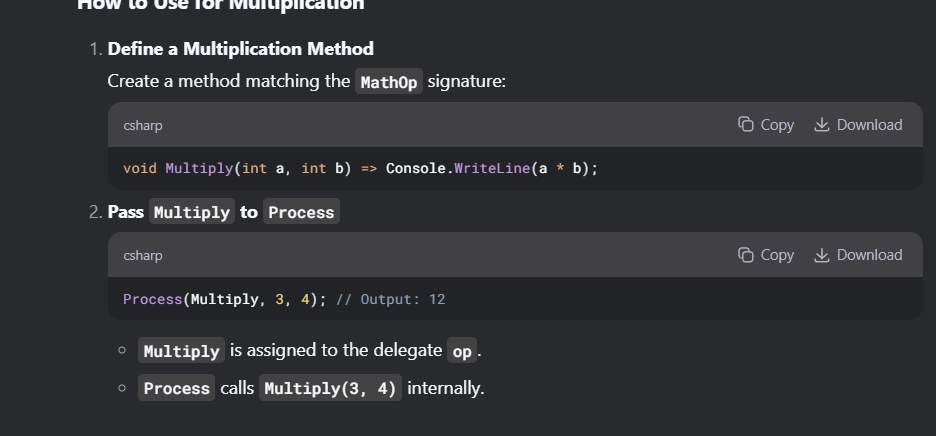 How to Use for Multiplication
1. Define a Multiplication Method
Create a method matching the MathOp signature:
csharp
Copy
Download
void Multiply(int a, int b) => Console.WriteLine(a * b);
2. Pass Multiply to Process
csharp
Copy
Download
Process(Multiply, 3, 4); // Output: 12
Multiply is assigned to the delegate op.
Process calls Multiply(3, 4) internally.